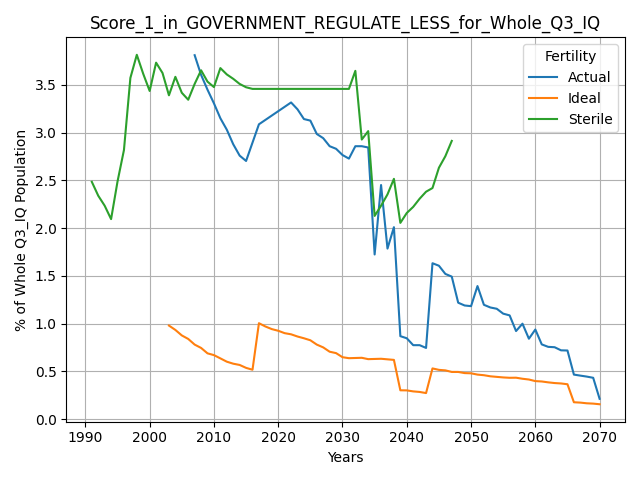 Score_1_in_GOVERNMENT_REGULATE_LESS_for_Whole_Q3_IQ
Fertility
Actual
Ideal
Sterile
% of Whole Q3_IQ Population
3.5
3.0
2.5
2.0
1.5
1.0
0.5
0.0
1990 2000 2010 2020 2030 2040 2050 2060 2070
Years